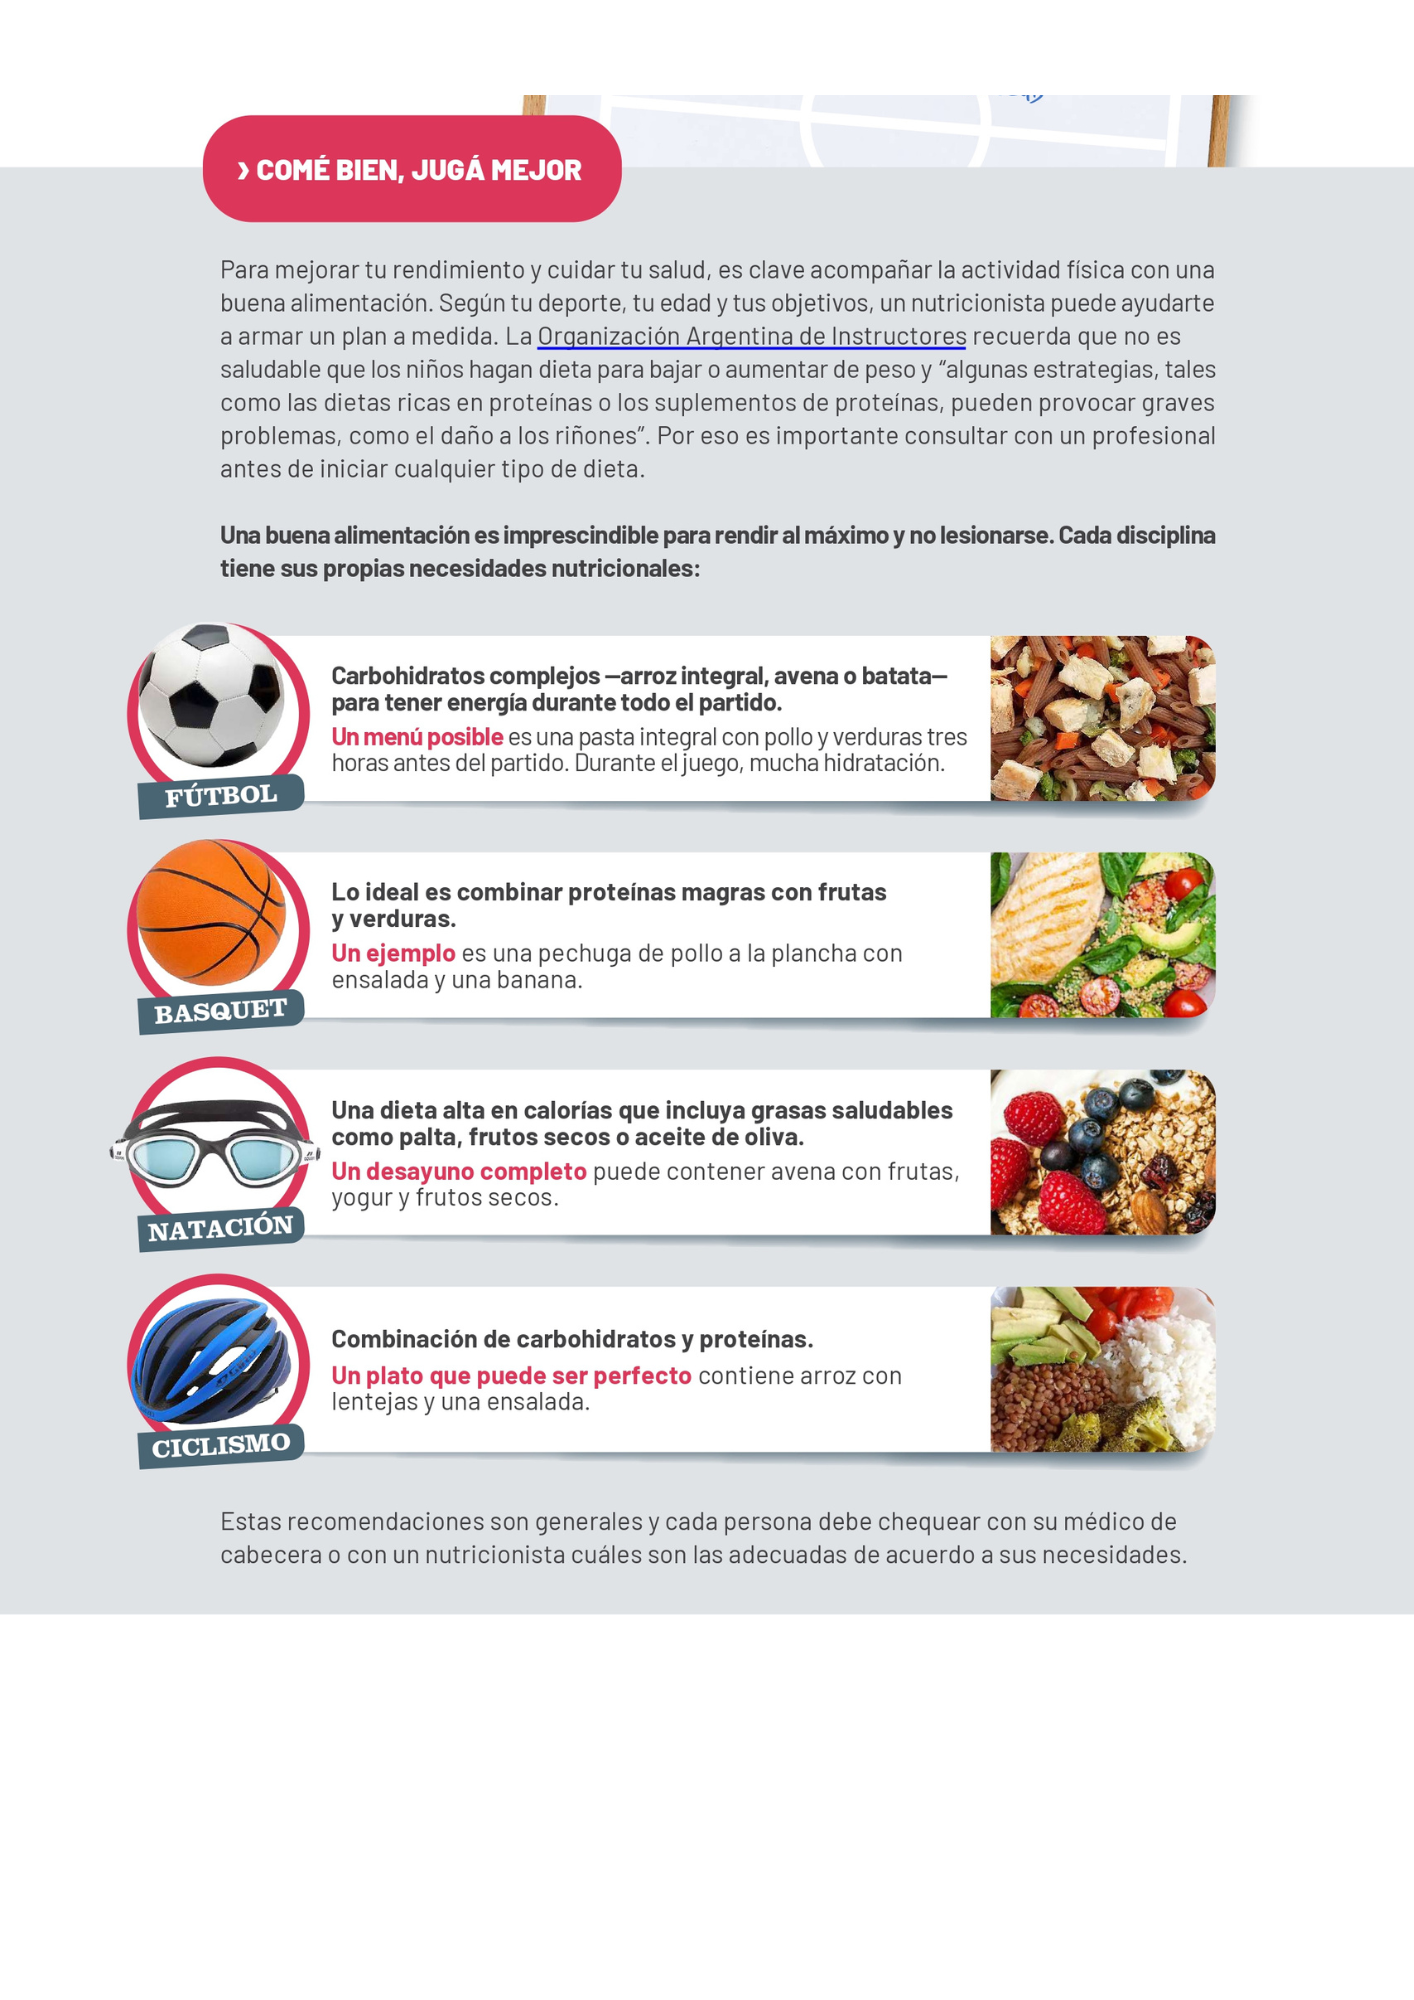 › COMÉ BIEN, JUGÁ MEJOR
Para mejorar tu rendimiento y cuidar tu salud, es clave acompañar la actividad física con una
buena alimentación. Según tu deporte, tu edad y tus objetivos, un nutricionista puede ayudarte
a armar un plan a medida. La Organización Argentina de Instructores recuerda que no es
saludable que los niños hagan dieta para bajar o aumentar de peso y “algunas estrategias, tales
como las dietas ricas en proteínas o los suplementos de proteínas, pueden provocar graves
problemas, como el daño a los riñones”. Por eso es importante consultar con un profesional
antes de iniciar cualquier tipo de dieta.
Una buena alimentación es imprescindible para rendir al máximo y no lesionarse. Cada disciplina
tiene sus propias necesidades nutricionales:
FÚTBOL
Carbohidratos complejos —arroz integral, avena o batata—
para tener energía durante todo el partido.
Un menú posible es una pasta integral con pollo y verduras tres
horas antes del partido. Durante el juego, mucha hidratación.
BASQUET
Lo ideal es combinar proteínas magras con frutas
y verduras.
Un ejemplo es una pechuga de pollo a la plancha con
ensalada y una banana.
NATACIÓN
Una dieta alta en calorías que incluya grasas saludables
como palta, frutos secos o aceite de oliva.
Un desayuno completo puede contener avena con frutas,
yogur y frutos secos.
CICLISMO
Combinación de carbohidratos y proteínas.
Un plato que puede ser perfecto contiene arroz con
lentejas y una ensalada.
Estas recomendaciones son generales y cada persona debe chequear con su médico de
cabecera o con un nutricionista cuáles son las adecuadas de acuerdo a sus necesidades.